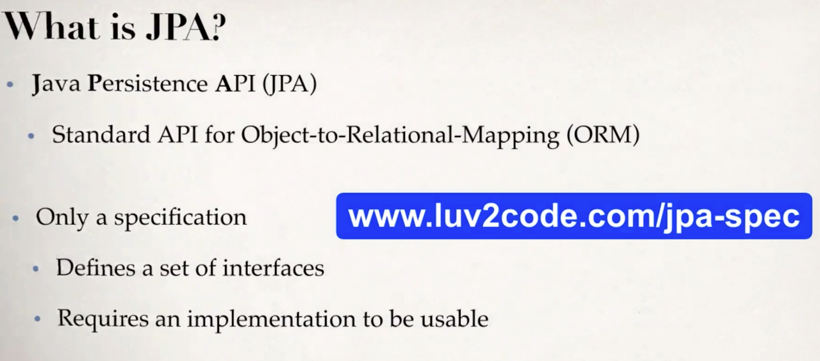 What is JPA?
• Java Persistence API (JPA)
• Standard API for Object-to-Relational-Mapping (ORM)
• Only a specification
www.luv2code.com/jpa-spec
• Defines a set of interfaces
• Requires an implementation to be usable